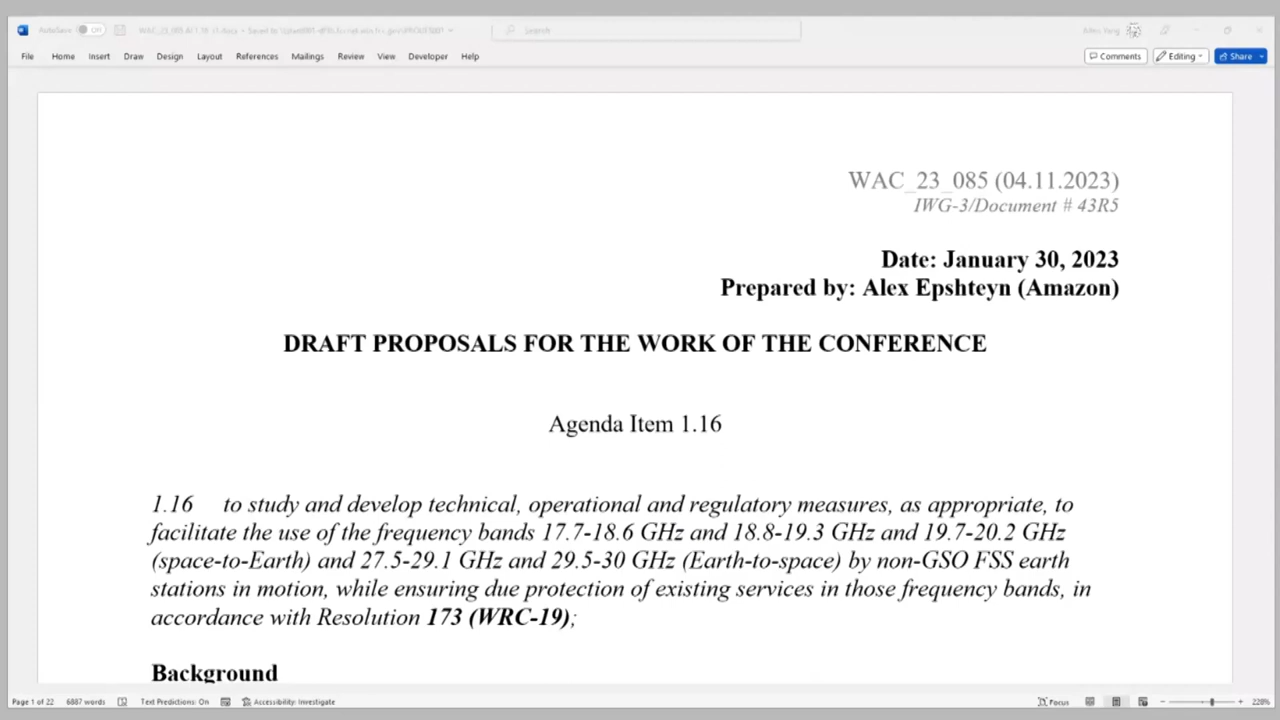 AutoSave On Search Alex Yang
File Home Insert Draw Design Layout References Mailings Review View Developer Help Comments Editing Share
WAC_23_085 (04.11.2023)
IWG-3/Document # 43R5
Date: January 30, 2023
Prepared by: Alex Epshteyn (Amazon)
DRAFT PROPOSALS FOR THE WORK OF THE CONFERENCE
Agenda Item 1.16
1.16 to study and develop technical, operational and regulatory measures, as appropriate, to
facilitate the use of the frequency bands 17.7-18.6 GHz and 18.8-19.3 GHz and 19.7-20.2 GHz
(space-to-Earth) and 27.5-29.1 GHz and 29.5-30 GHz (Earth-to-space) by non-GSO FSS earth
stations in motion, while ensuring due protection of existing services in those frequency bands, in
accordance with Resolution 173 (WRC-19);
Background
Page 1 of 22 6887 words Text Predictions: On Accessibility: Investigate Focus 228%